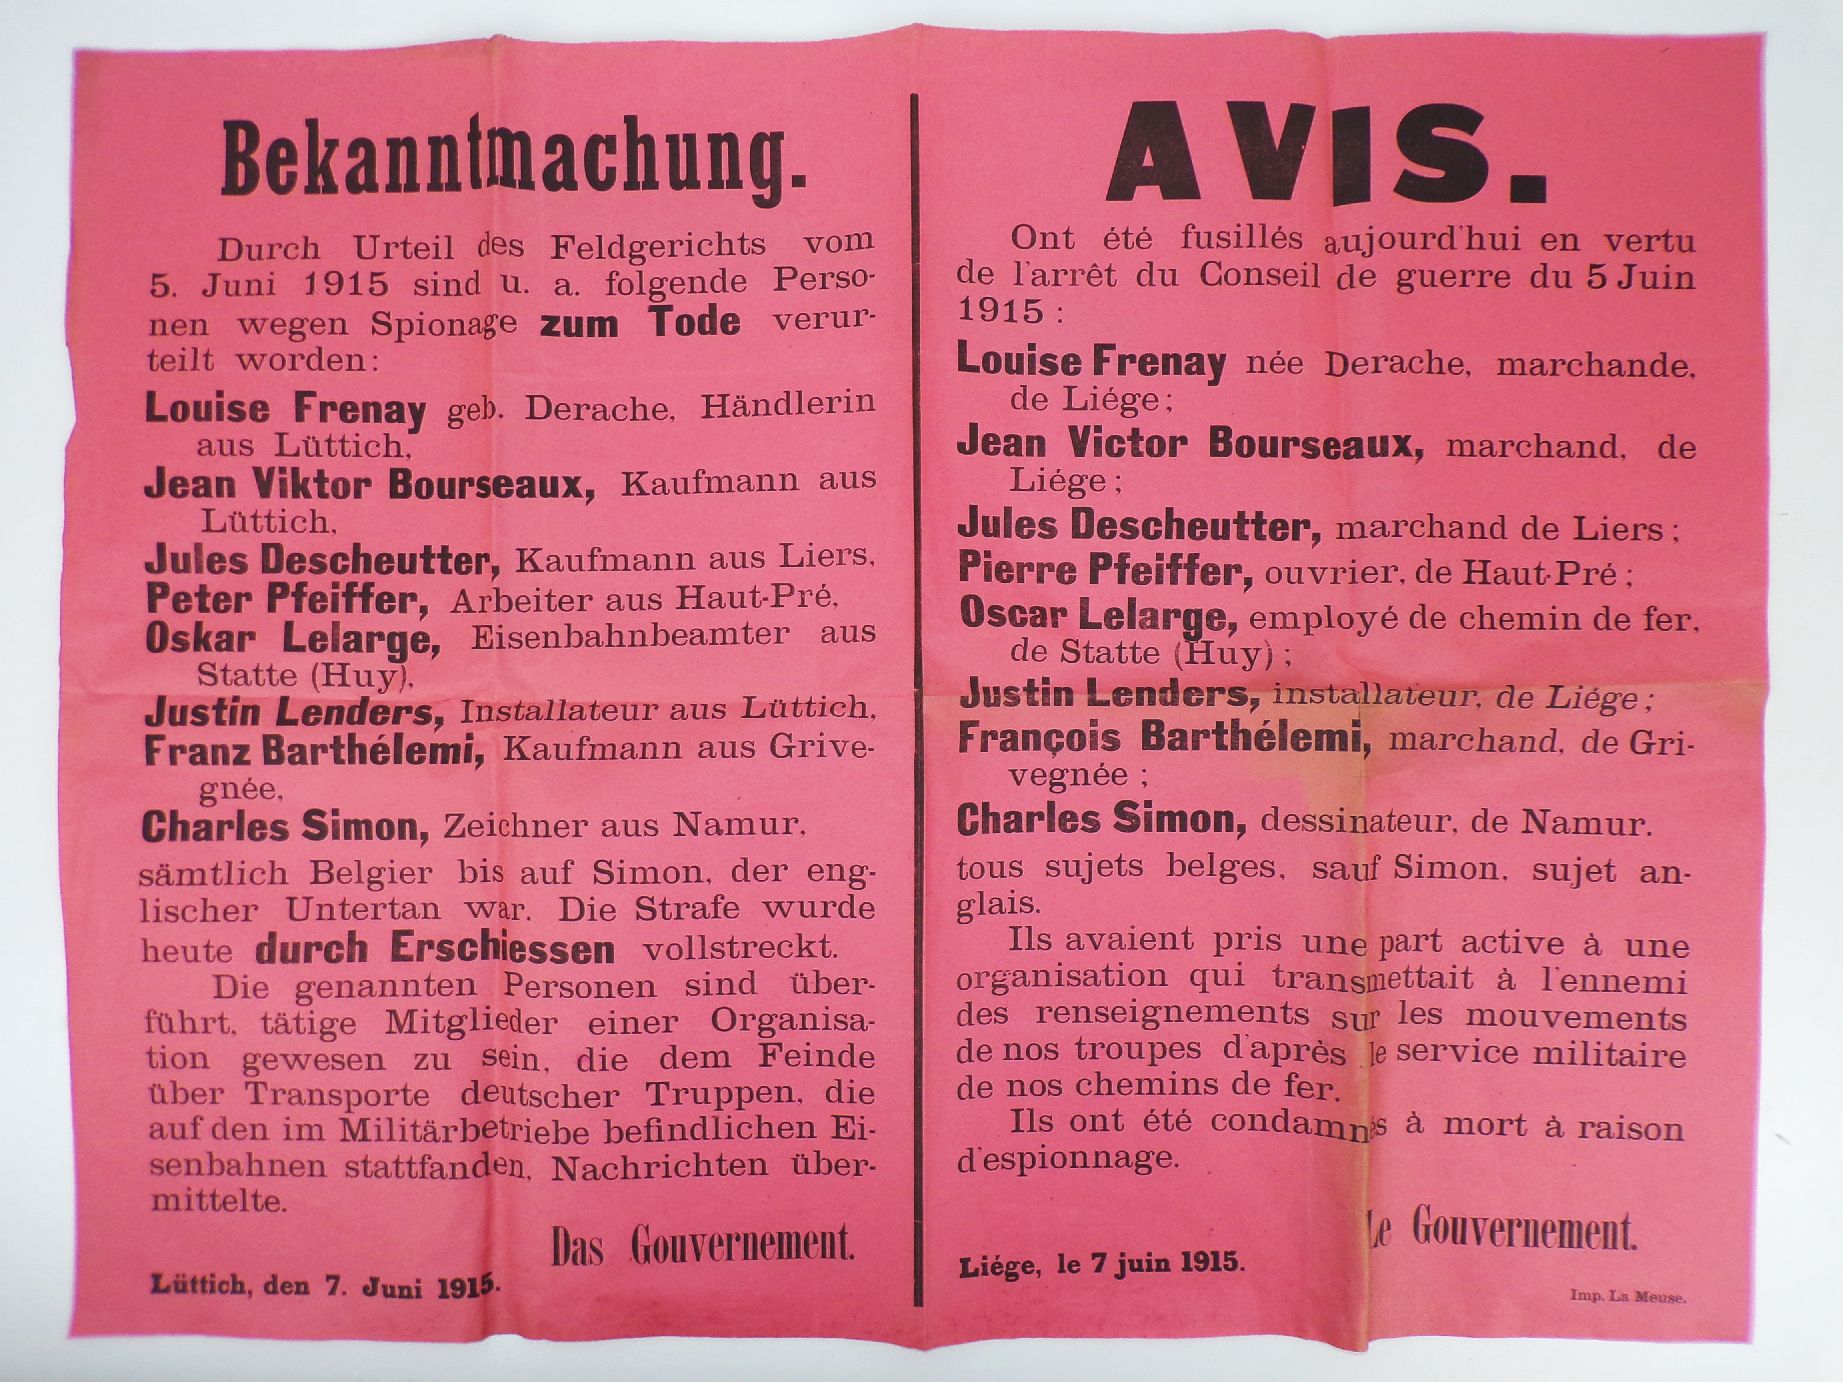 Bekanntmachung.
Durch Urteil des Feldgerichts vom
5. Juni 1915 sind u. a. folgende Perso-
nen wegen Spionage zum Tode verur-
teilt worden:
Louise Frenay geb. Derache, Händlerin
aus Lüttich,
Jean Viktor Bourseaux, Kaufmann aus
Lüttich,
Jules Descheutter, Kaufmann aus Liers,
Peter Pfeiffer, Arbeiter aus Haut-Pré,
Oskar Lelarge, Eisenbahnbeamter aus
Statte (Huy),
Justin Lenders, Installateur aus Lüttich,
Franz Barthélemi, Kaufmann aus Grive-
gnée,
Charles Simon, Zeichner aus Namur,
sämtlich Belgier bis auf Simon, der eng-
lischer Untertan war. Die Strafe wurde
heute durch Erschiessen vollstreckt.
Die genannten Personen sind über-
führt, tätige Mitglieder einer Organisa-
tion gewesen zu sein, die dem Feinde
über Transporte deutscher Truppen, die
auf den im Militärbetriebe befindlichen Ei-
senbahnen stattfanden, Nachrichten über-
mittelte.
Das Gouvernement.
Lüttich, den 7. Juni 1915.
AVIS.
Ont été fusillés aujourd'hui en vertu
de l'arrêt du Conseil de guerre du 5 Juin
1915 :
Louise Frenay née Derache, marchande,
de Liége;
Jean Victor Bourseaux, marchand, de
Liége ;
Jules Descheutter, marchand de Liers ;
Pierre Pfeiffer, ouvrier, de Haut-Pré ;
Oscar Lelarge, employé de chemin de fer,
de Statte (Huy) ;
Justin Lenders, installateur, de Liége ;
François Barthélemi, marchand, de Gri-
vegnée ;
Charles Simon, dessinateur, de Namur.
tous sujets belges, sauf Simon, sujet an-
glais.
Ils avaient pris une part active à une
organisation qui transmettait à l'ennemi
des renseignements sur les mouvements
de nos troupes d'après le service militaire
de nos chemins de fer.
Ils ont été condamnés à mort à raison
d'espionnage.
Le Gouvernement.
Liége, le 7 juin 1915.
Imp. La Meuse.